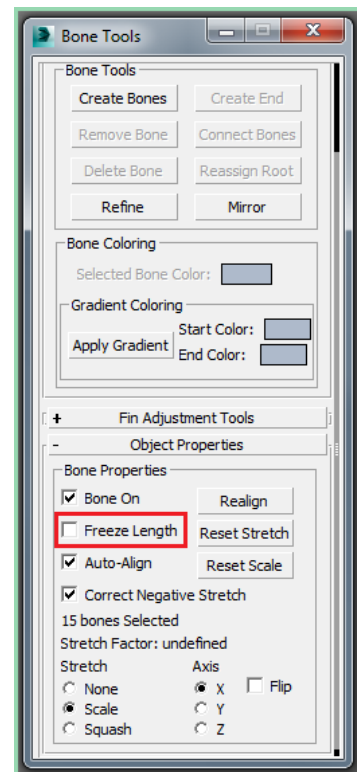 Bone Tools
Bone Tools
Create Bones Create End
Remove Bone Connect Bones
Delete Bone Reassign Root
Refine Mirror
Bone Coloring
Selected Bone Color:
Gradient Coloring
Apply Gradient Start Color:
End Color:
+ Fin Adjustment Tools
- Object Properties
Bone Properties
Bone On Realign
Freeze Length Reset Stretch
Auto-Align Reset Scale
Correct Negative Stretch
15 bones Selected
Stretch Factor: undefined
Stretch Axis
None X Flip
Scale Y
Squash Z